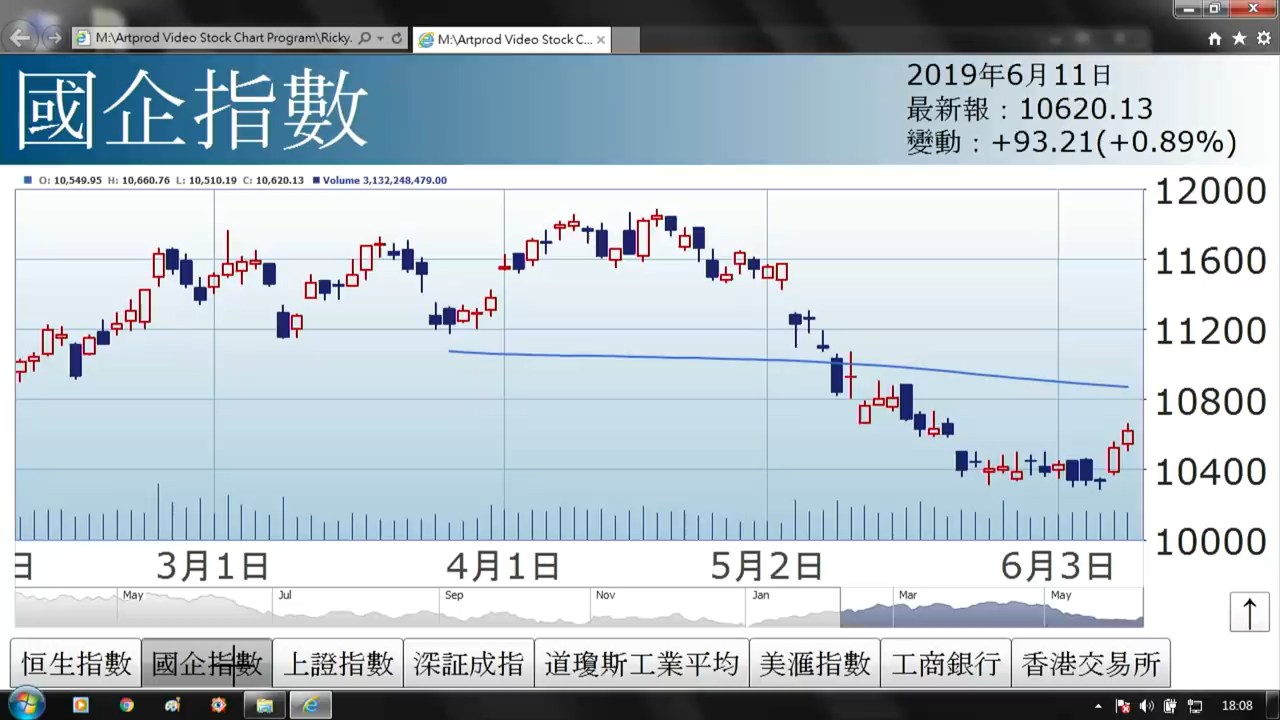 M:\Artprod Video Stock Chart Program\Ricky.
M:\Artprod Video Stock C...
國企指數
2019年6月11日
最新報：10620.13
變動：+93.21(+0.89%)
O: 10,549.95 H: 10,660.76 L: 10,510.19 C: 10,620.13 Volume 3,132,248,479.00
12000
11600
11200
10800
10400
10000
日 3月1日 4月1日 5月2日 6月3日
May Jul Sep Nov Jan Mar May
恒生指數 國企指數 上證指數 深証成指 道瓊斯工業平均 美滙指數 工商銀行 香港交易所
18:08